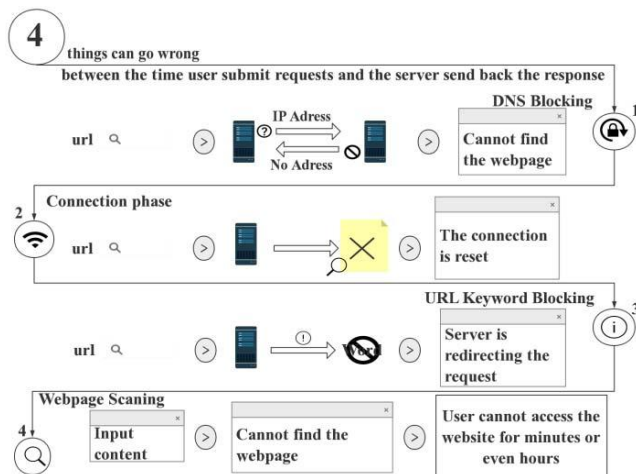 4
things can go wrong
between the time user submit requests and the server send back the response
DNS Blocking
1
url
>
?
IP Adress
No Adress
>
×
Cannot find
the webpage
2
Connection phase
url
>
>
×
The connection
is reset
URL Keyword Blocking
3
i
url
>
!
Word
>
×
Server is
redirecting the
request
Webpage Scaning
4
×
Input
content
>
×
Cannot find the
webpage
>
User cannot access the
website for minutes or
even hours